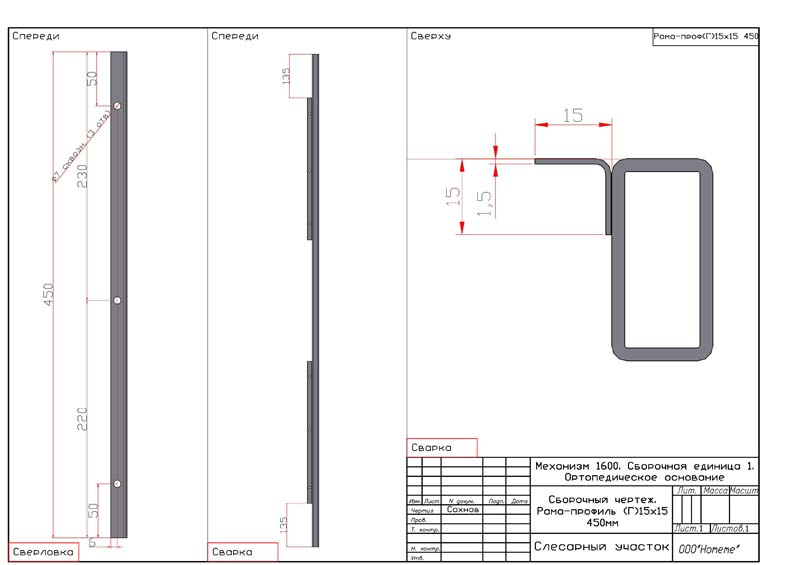 Спереди
Спереди
Сверху
Рама-проф(Г)15х15 450
50
Ø7 сквозн (3 отв)
230
450
220
50
6
Сверловка
135
135
Сварка
15
15
1,5
Сварка
Механизм 1600. Сборочная единица 1.
Ортопедическое основание
Изм. Лист N докум. Подп. Дата
Чертил Сахнов
Пров.
Т. контр.
Н. контр.
Утв.
Сборочный чертеж.
Рама-профиль (Г)15х15
450мм
Лит. Масса Масшт
Лист.1 Листов.1
Слесарный участок
ООО"Homeme"